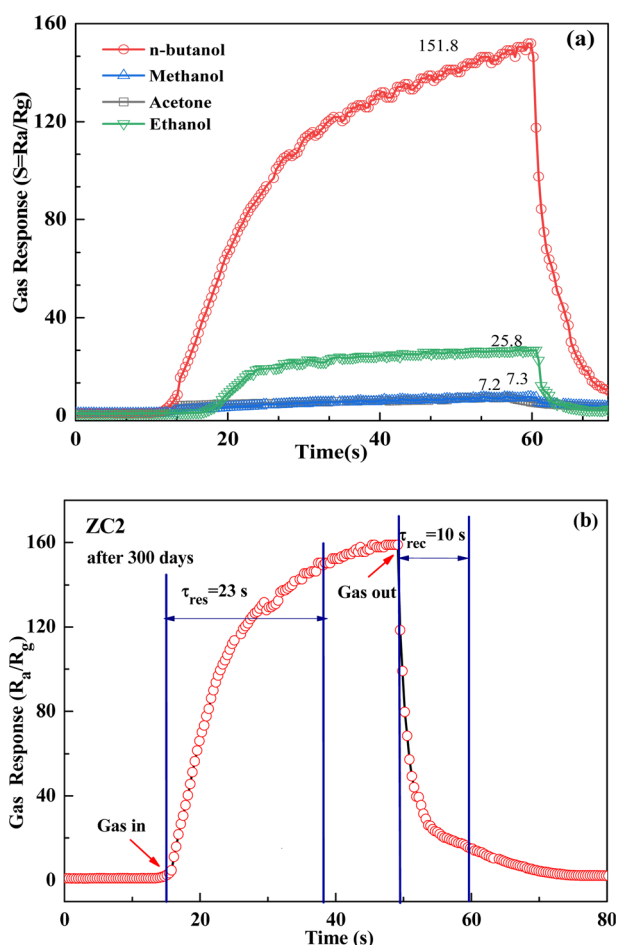 160
(a)
n-butanol
Methanol
Acetone
Ethanol
151.8
120
80
40
25.8
7.2 7.3
0
0 20 40 60
Gas Response (S=Ra/Rg)
Time(s)
ZC2
(b)
160
after 300 days
τrec=10 s
τres=23 s
Gas out
120
80
40
Gas in
0
0 20 40 60 80
Gas Response (Ra/Rg)
Time (s)